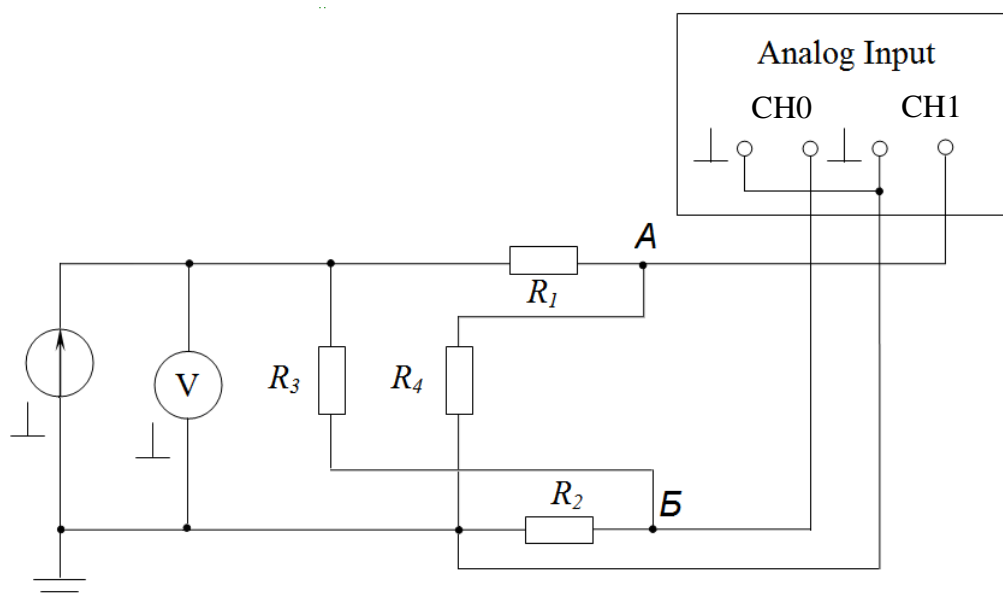 Analog Input
CH0 CH1
А
R1
R3 R4
V
R2 Б